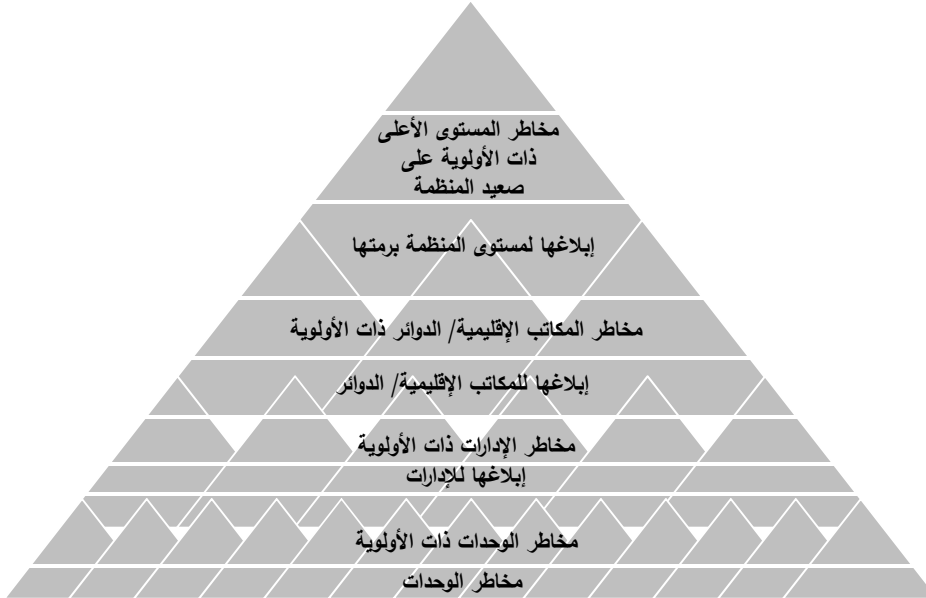 مخاطر المستوى الأعلى
ذات الأولوية على
صعيد المنظمة
إبلاغها لمستوى المنظمة برمتها
مخاطر المكاتب الإقليمية/ الدوائر ذات الأولوية
إبلاغها للمكاتب الإقليمية/ الدوائر
مخاطر الإدارات ذات الأولوية
إبلاغها للإدارات
مخاطر الوحدات ذات الأولوية
مخاطر الوحدات